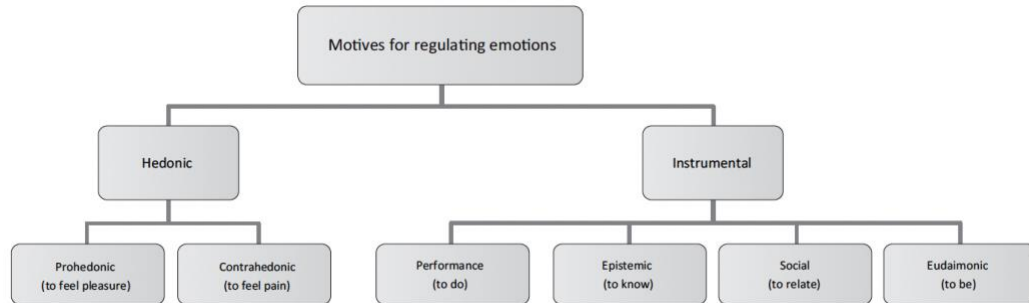 Motives for regulating emotions
Hedonic
Instrumental
Prohedonic
(to feel pleasure)
Contrahedonic
(to feel pain)
Performance
(to do)
Epistemic
(to know)
Social
(to relate)
Eudaimonic
(to be)